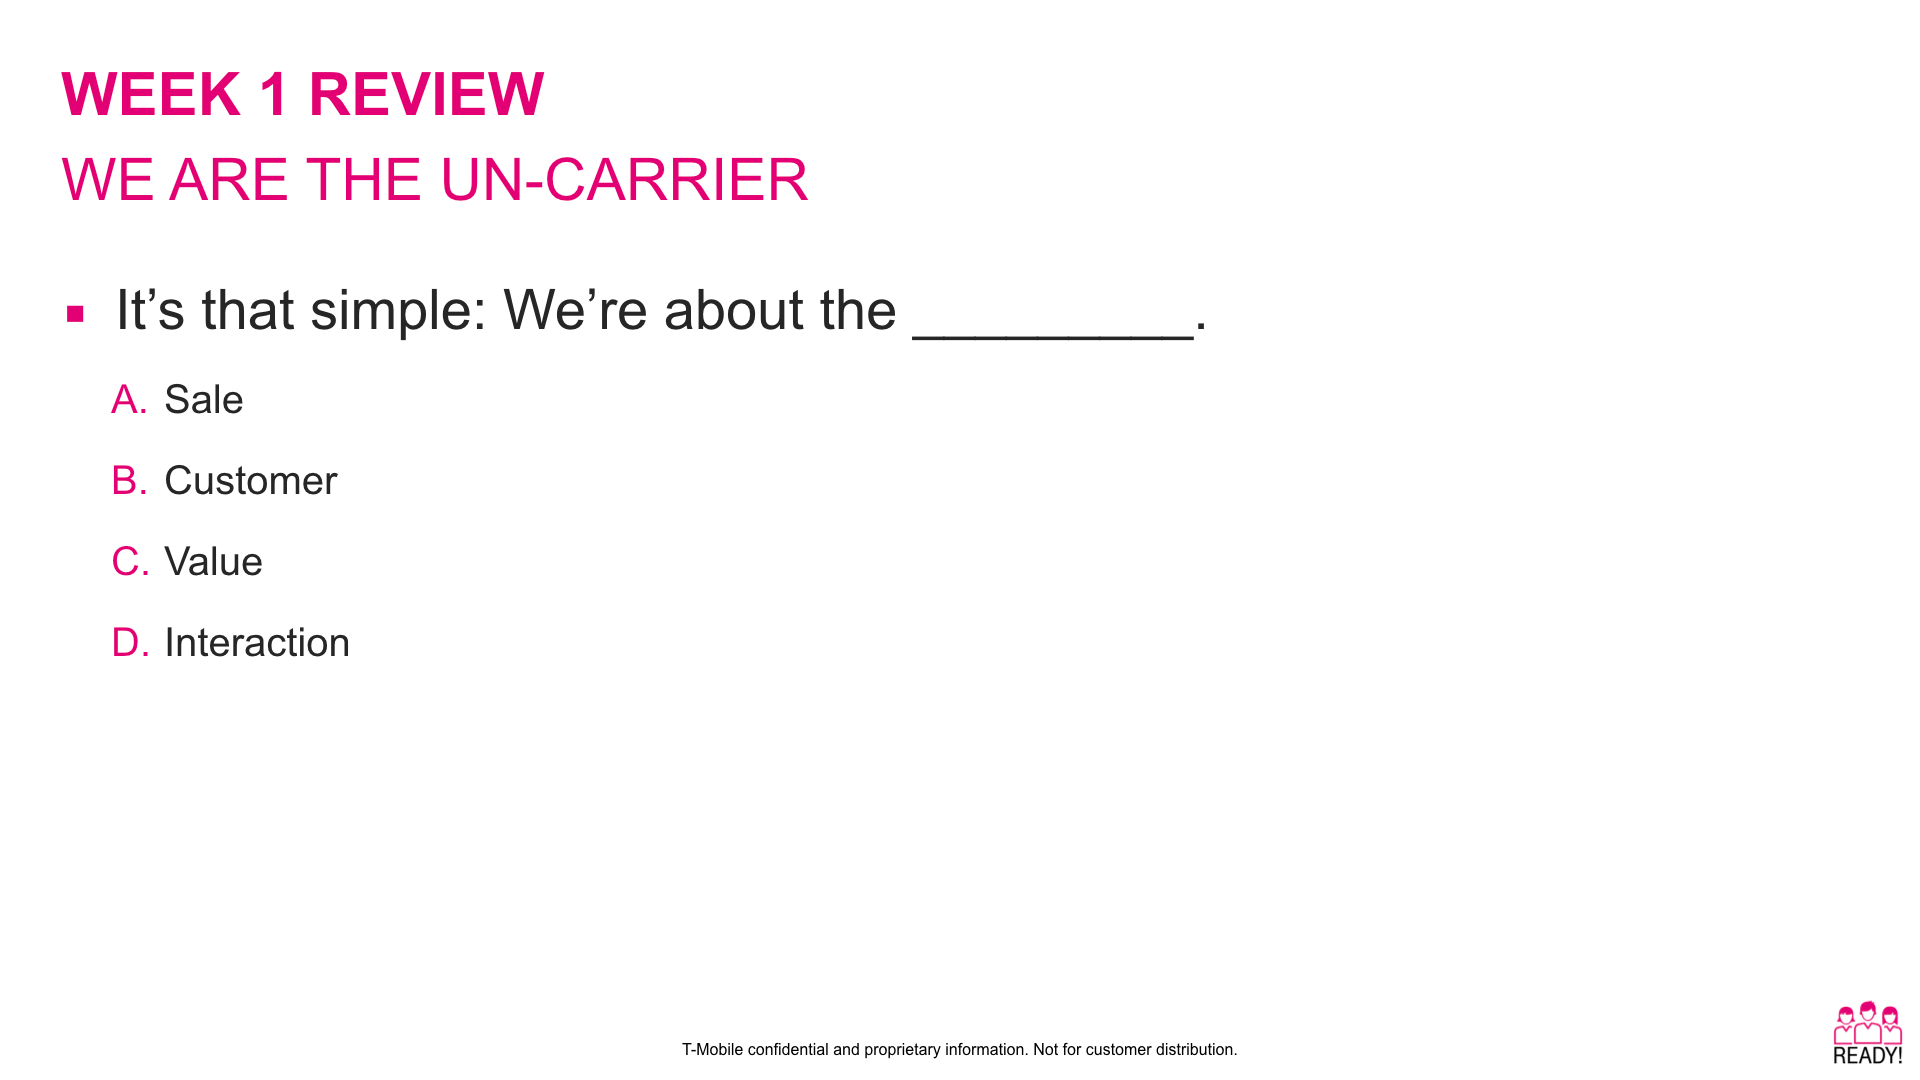 WEEK 1 REVIEW
WE ARE THE UN-CARRIER
▪ It’s that simple: We’re about the _________.
A. Sale
B. Customer
C. Value
D. Interaction
T-Mobile confidential and proprietary information. Not for customer distribution.
READY!